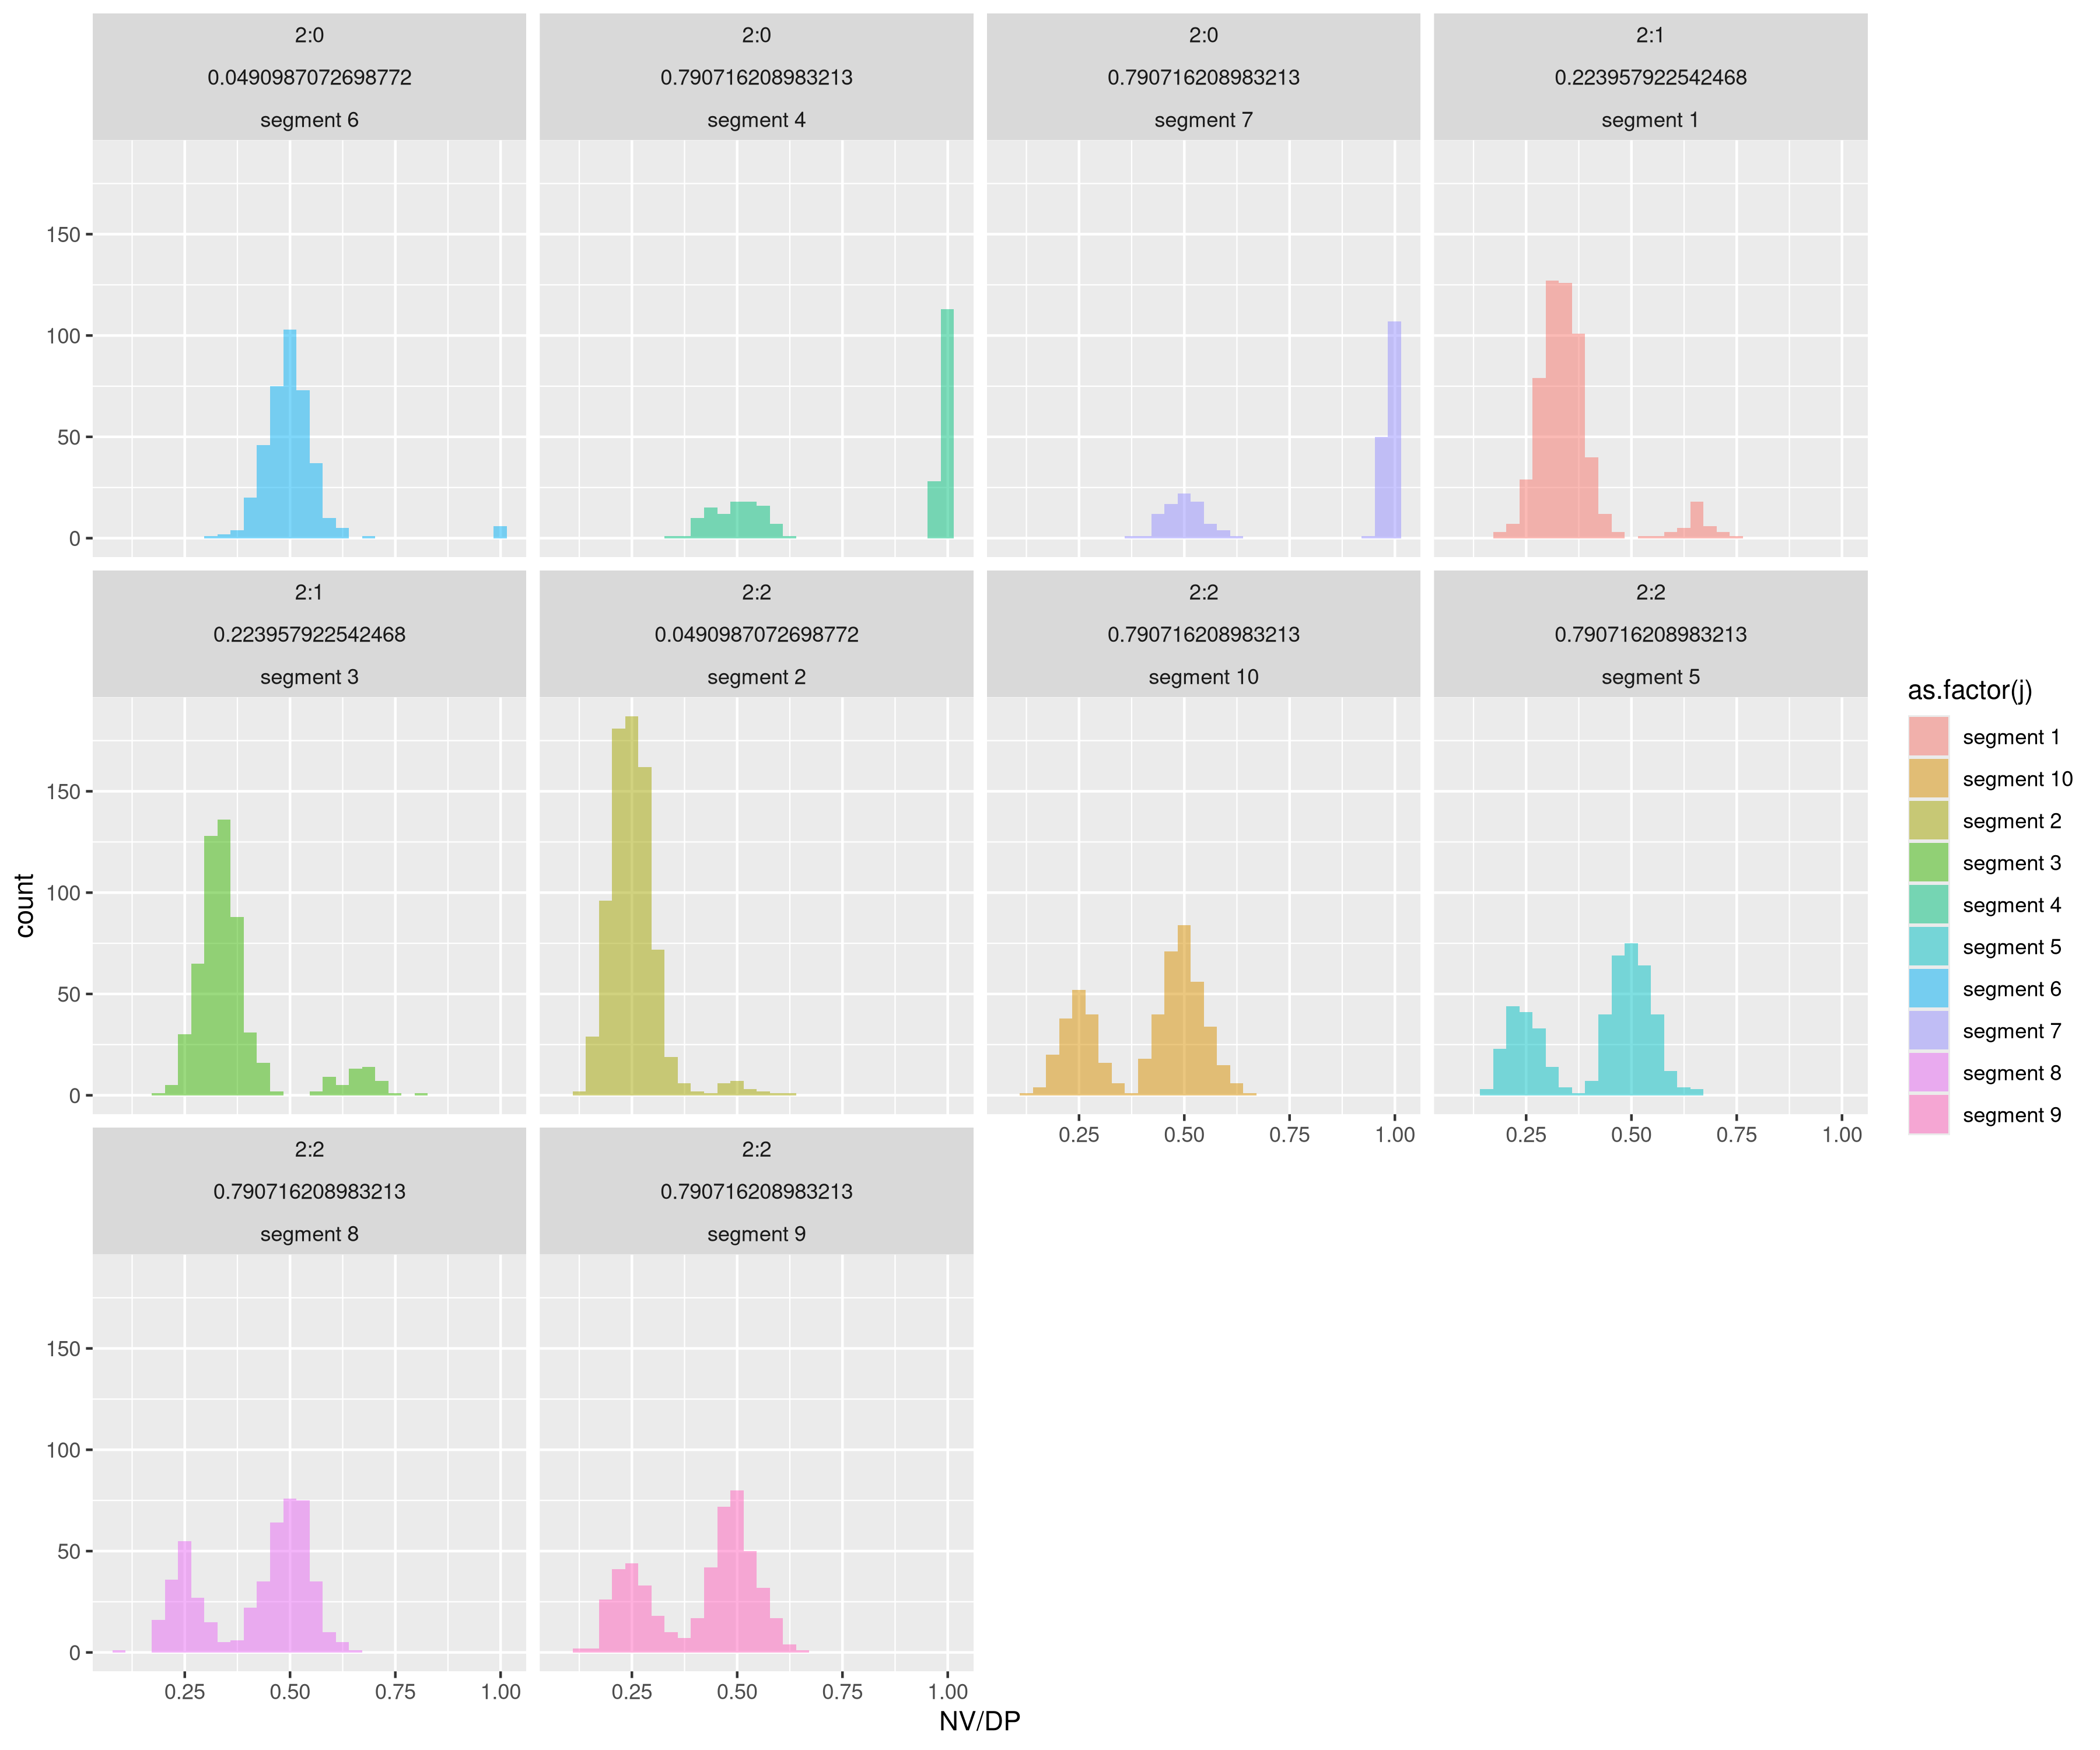 2:0
0.0490987072698772
segment 6
2:0
0.790716208983213
segment 4
2:0
0.790716208983213
segment 7
2:1
0.223957922542468
segment 1
150
100
50
0
2:1
0.223957922542468
segment 3
2:2
0.0490987072698772
segment 2
2:2
0.790716208983213
segment 10
2:2
0.790716208983213
segment 5
150
100
50
0
0.25 0.50 0.75 1.00
0.25 0.50 0.75 1.00
2:2
0.790716208983213
segment 8
2:2
0.790716208983213
segment 9
150
100
50
0
0.25 0.50 0.75 1.00
0.25 0.50 0.75 1.00
NV/DP
count
as.factor(j)
segment 1
segment 10
segment 2
segment 3
segment 4
segment 5
segment 6
segment 7
segment 8
segment 9